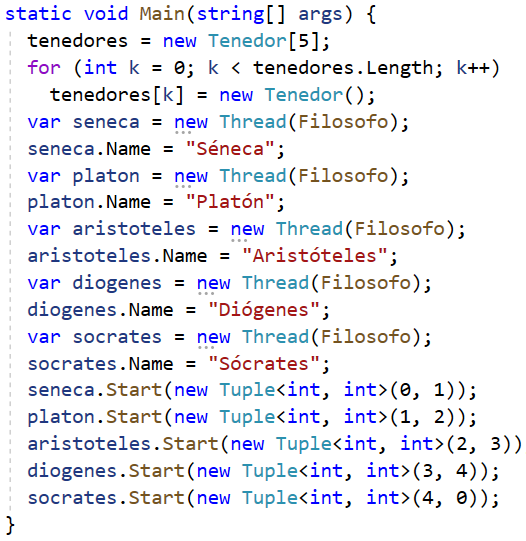 static void Main(string[] args) {
tenedores = new Tenedor[5];
for (int k = 0; k < tenedores.Length; k++)
tenedores[k] = new Tenedor();
var seneca = new Thread(Filosofo);
seneca.Name = "Séneca";
var platon = new Thread(Filosofo);
platon.Name = "Platón";
var aristoteles = new Thread(Filosofo);
aristoteles.Name = "Aristóteles";
var diogenes = new Thread(Filosofo);
diogenes.Name = "Diógenes";
var socrates = new Thread(Filosofo);
socrates.Name = "Sócrates";
seneca.Start(new Tuple<int, int>(0, 1));
platon.Start(new Tuple<int, int>(1, 2));
aristoteles.Start(new Tuple<int, int>(2, 3))
diogenes.Start(new Tuple<int, int>(3, 4));
socrates.Start(new Tuple<int, int>(4, 0));
}